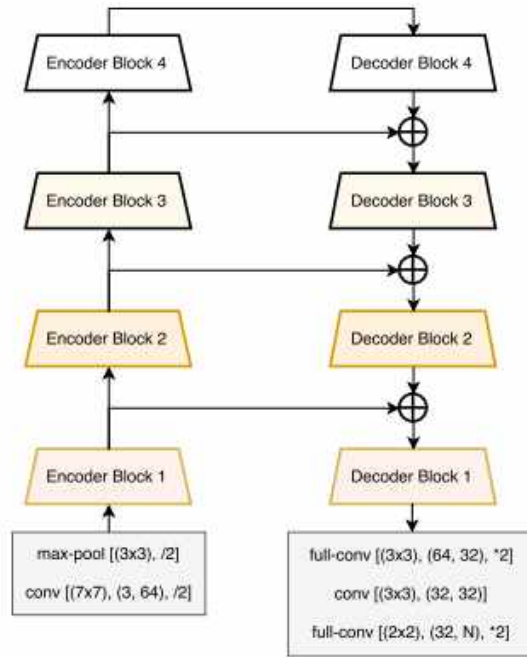 Encoder Block 4
Decoder Block 4
Encoder Block 3
Decoder Block 3
Encoder Block 2
Decoder Block 2
Encoder Block 1
Decoder Block 1
max-pool [(3x3), /2]
conv [(7x7), (3, 64), /2]
full-conv [(3x3), (64, 32), *2]
conv [(3x3), (32, 32)]
full-conv [(2x2), (32, N), *2]